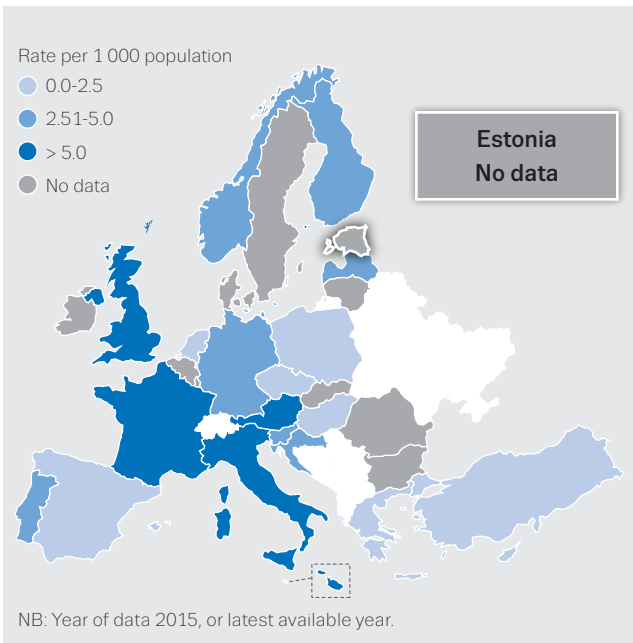 Rate per 1 000 population
0.0-2.5
2.51-5.0
> 5.0
No data
Estonia
No data
NB: Year of data 2015, or latest available year.